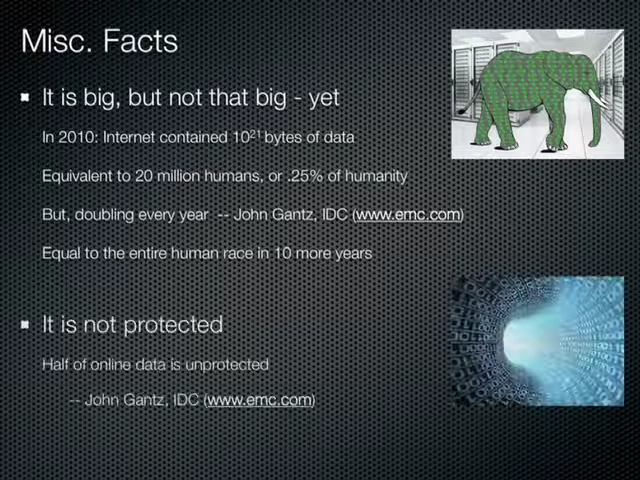 Misc. Facts
It is big, but not that big - yet
In 2010: Internet contained 10²¹ bytes of data
Equivalent to 20 million humans, or .25% of humanity
But, doubling every year -- John Gantz, IDC (www.emc.com)
Equal to the entire human race in 10 more years
It is not protected
Half of online data is unprotected
-- John Gantz, IDC (www.emc.com)